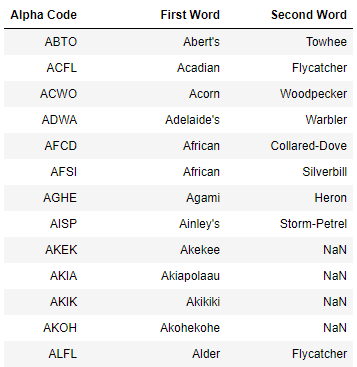 Alpha Code First Word Second Word
ABTO Abert's Towhee
ACFL Acadian Flycatcher
ACWO Acorn Woodpecker
ADWA Adelaide's Warbler
AFCD African Collared-Dove
AFSI African Silverbill
AGHE Agami Heron
AISP Ainley's Storm-Petrel
AKEK Akekee NaN
AKIA Akiapolaau NaN
AKIK Akikiki NaN
AKOH Akohekohe NaN
ALFL Alder Flycatcher